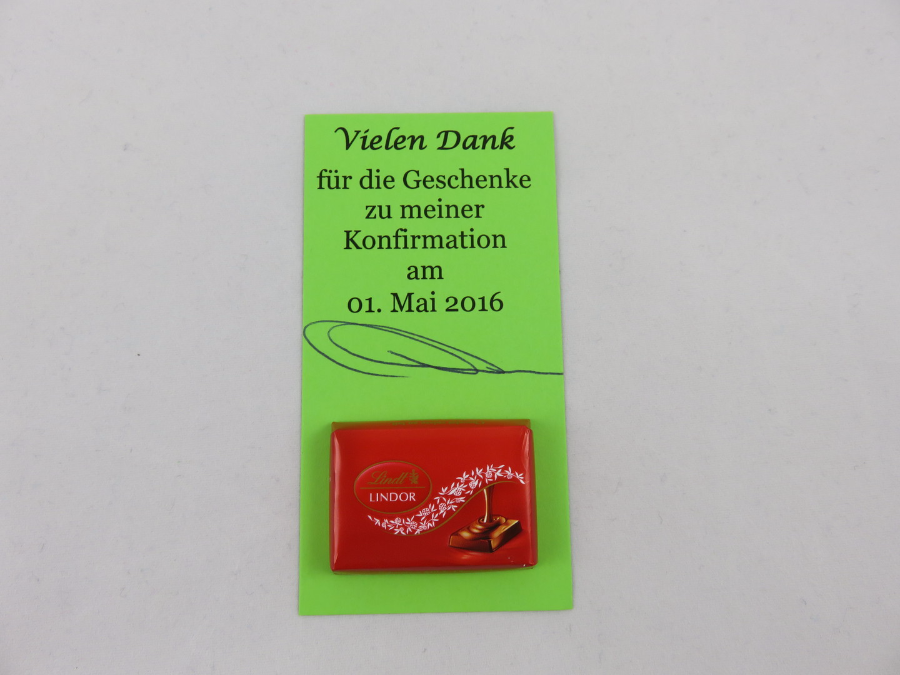 Vielen Dank
für die Geschenke
zu meiner
Konfirmation
am
01. Mai 2016
Lindt
LINDOR